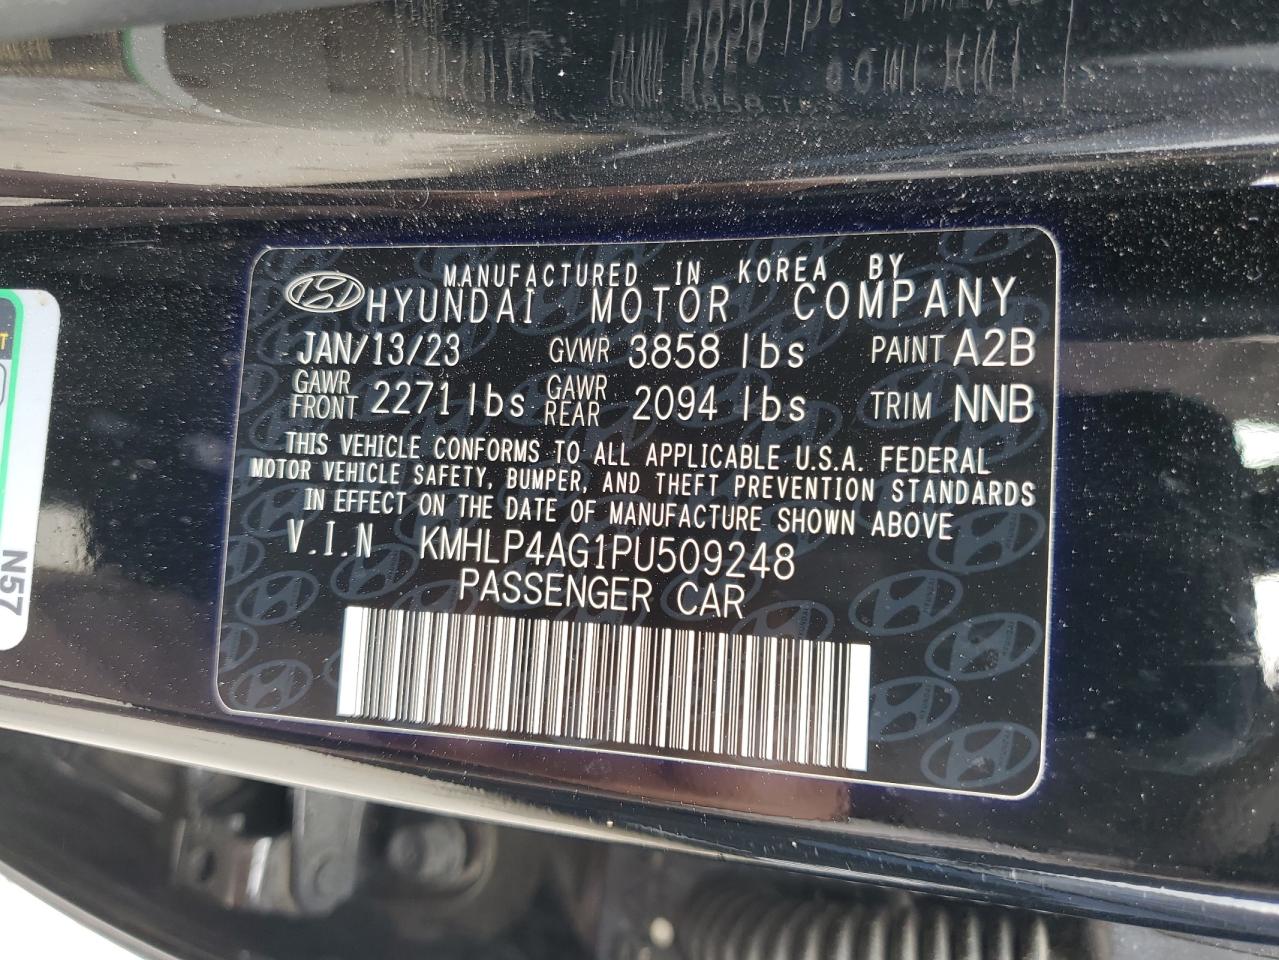 MANUFACTURED IN KOREA BY
HYUNDAI MOTOR COMPANY
JAN/13/23 GVWR 3858 lbs PAINT A2B
GAWR FRONT 2271 lbs GAWR REAR 2094 lbs TRIM NNB
THIS VEHICLE CONFORMS TO ALL APPLICABLE U.S.A. FEDERAL
MOTOR VEHICLE SAFETY, BUMPER, AND THEFT PREVENTION STANDARDS
IN EFFECT ON THE DATE OF MANUFACTURE SHOWN ABOVE
V.I.N KMHLP4AG1PU509248
PASSENGER CAR
N57